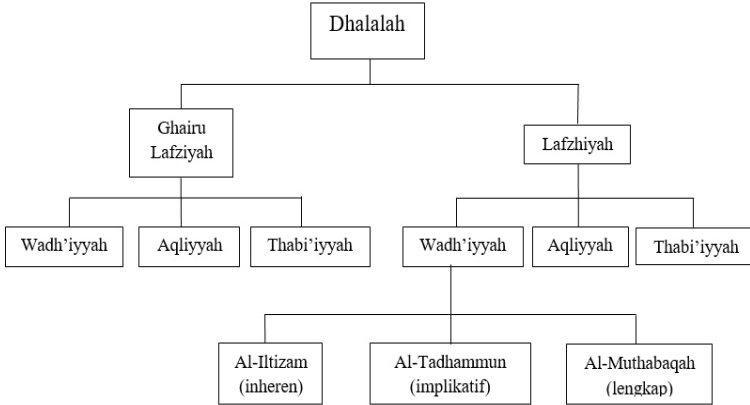 Dhalalah
Ghairu
Lafziyah
Lafzhiyah
Wadh'iyyah
Aqliyyah
Thabi'iyyah
Wadh'iyyah
Aqliyyah
Thabi'iyyah
Al-Iltizam
(inheren)
Al-Tadhammun
(implikatif)
Al-Muthabaqah
(lengkap)